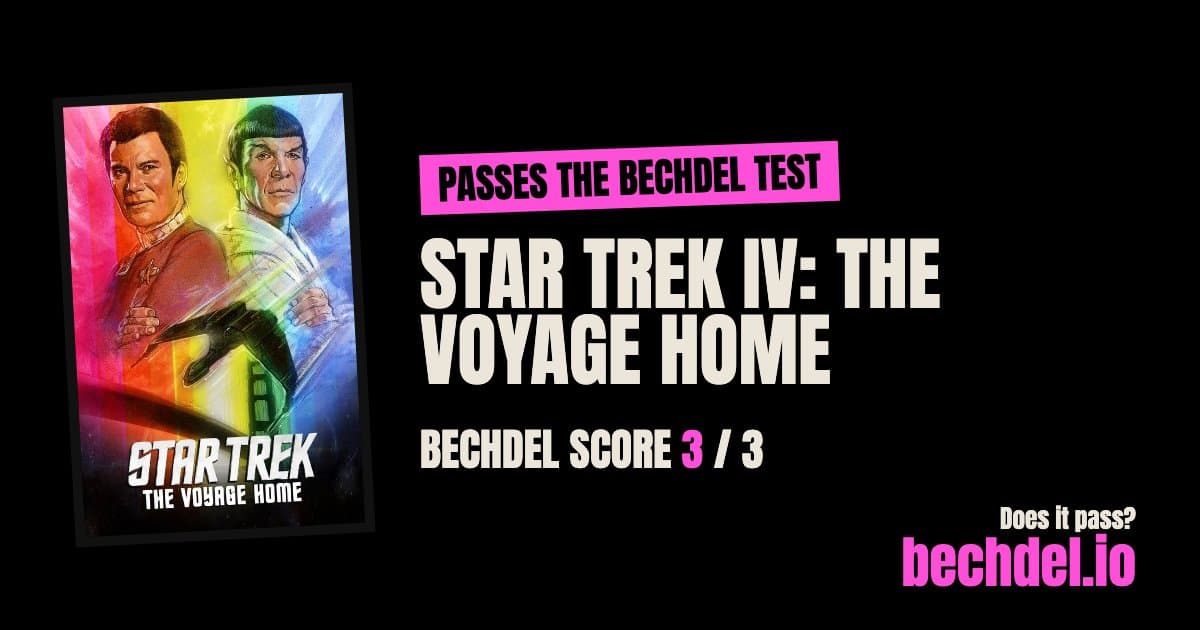 PASSES THE BECHDEL TEST
STAR TREK IV: THE
VOYAGE HOME
BECHDEL SCORE 3 / 3
STAR TREK
THE VOYAGE HOME
Does it pass?
bechdel.io